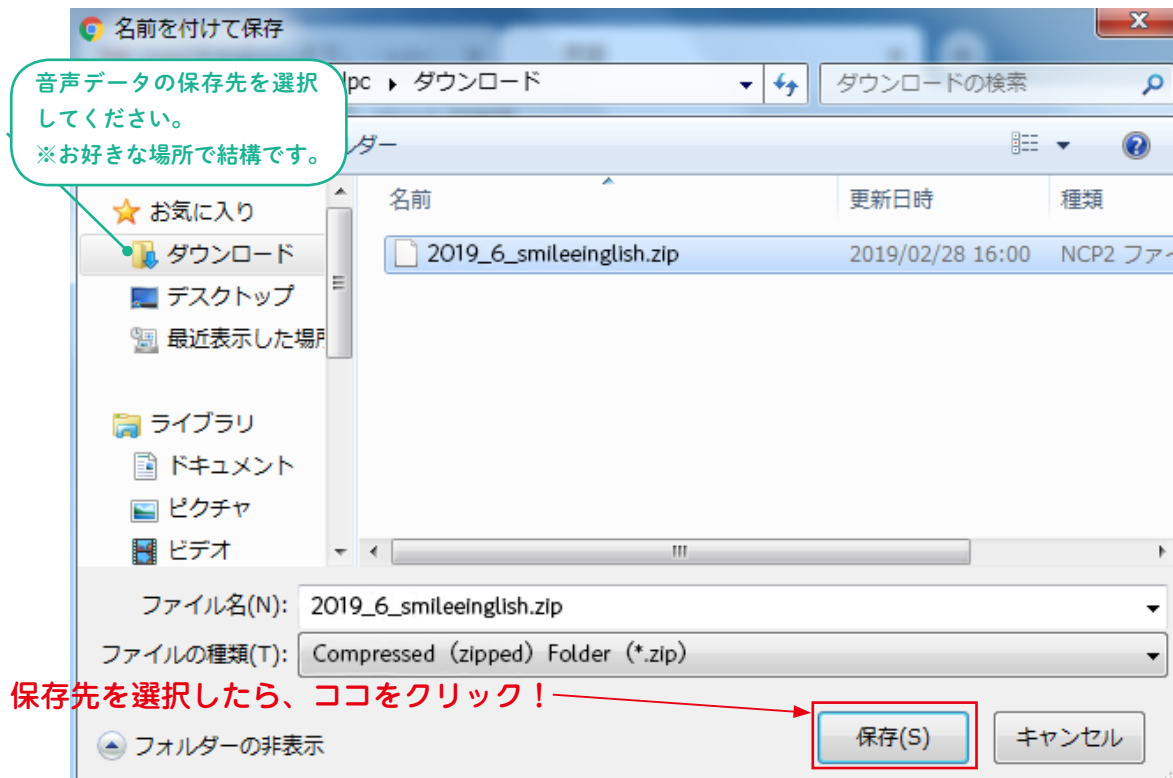 名前を付けて保存
音声データの保存先を選択
してください。
※お好きな場所で結構です。
pc ▸ ダウンロード
ダウンロードの検索
ルダー
お気に入り
ダウンロード
デスクトップ
最近表示した場所
ライブラリ
ドキュメント
ピクチャ
ビデオ
名前 更新日時 種類
2019_6_smileeinglish.zip 2019/02/28 16:00 NCP2 ファイ
ファイル名(N): 2019_6_smileeinglish.zip
ファイルの種類(T): Compressed (zipped) Folder (*.zip)
保存先を選択したら、ココをクリック！
フォルダーの非表示
保存(S)
キャンセル